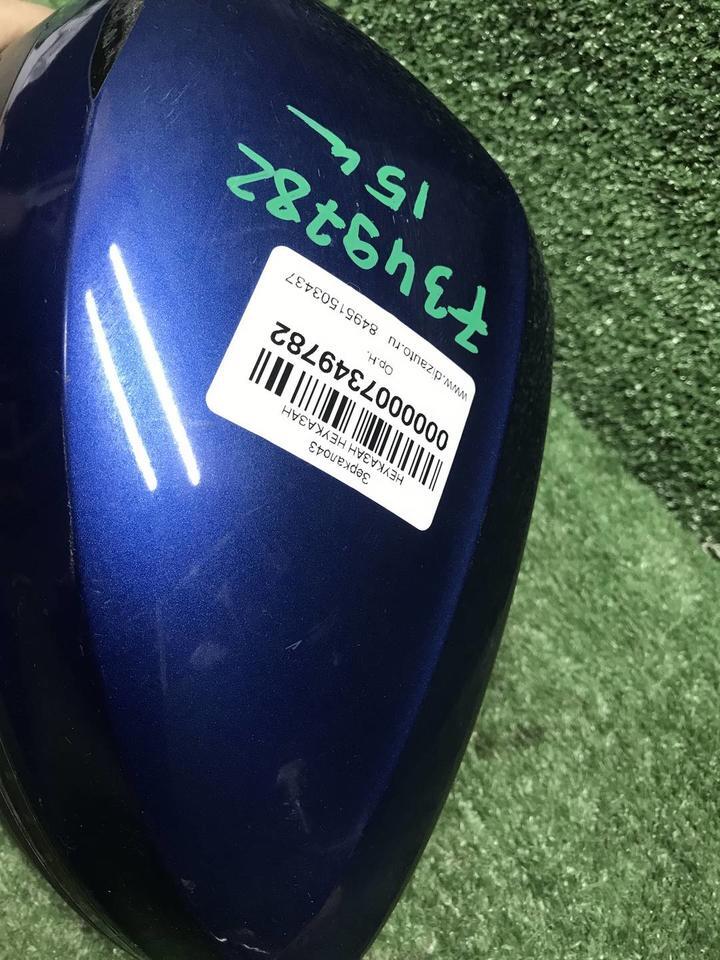 Зеркало43
НЕУКАЗАН НЕУКАЗАН
0000007349782
Ор.Н.
www.dizauto.ru 84951503437
7349782
15